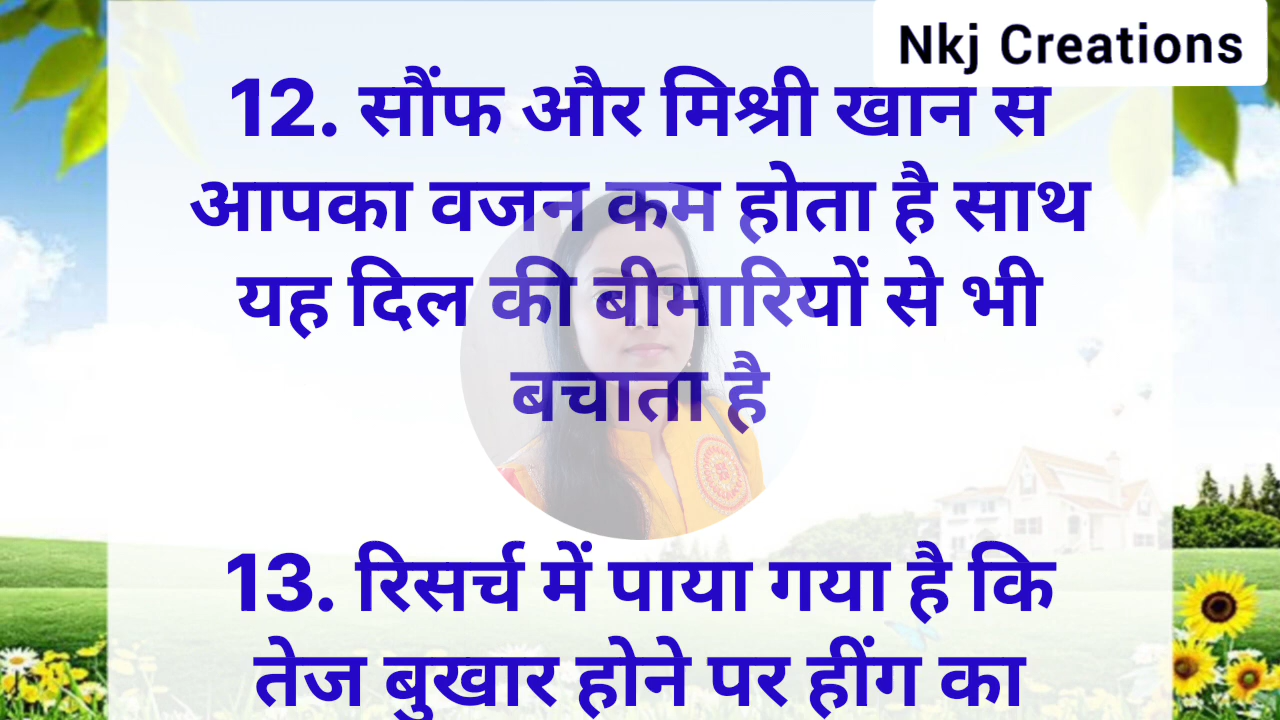 Nkj Creations
12. सौंफ और मिश्री खाने से
आपका वजन कम होता है साथ
यह दिल की बीमारियों से भी
बचाता है
13. रिसर्च में पाया गया है कि
तेज बुखार होने पर हींग का